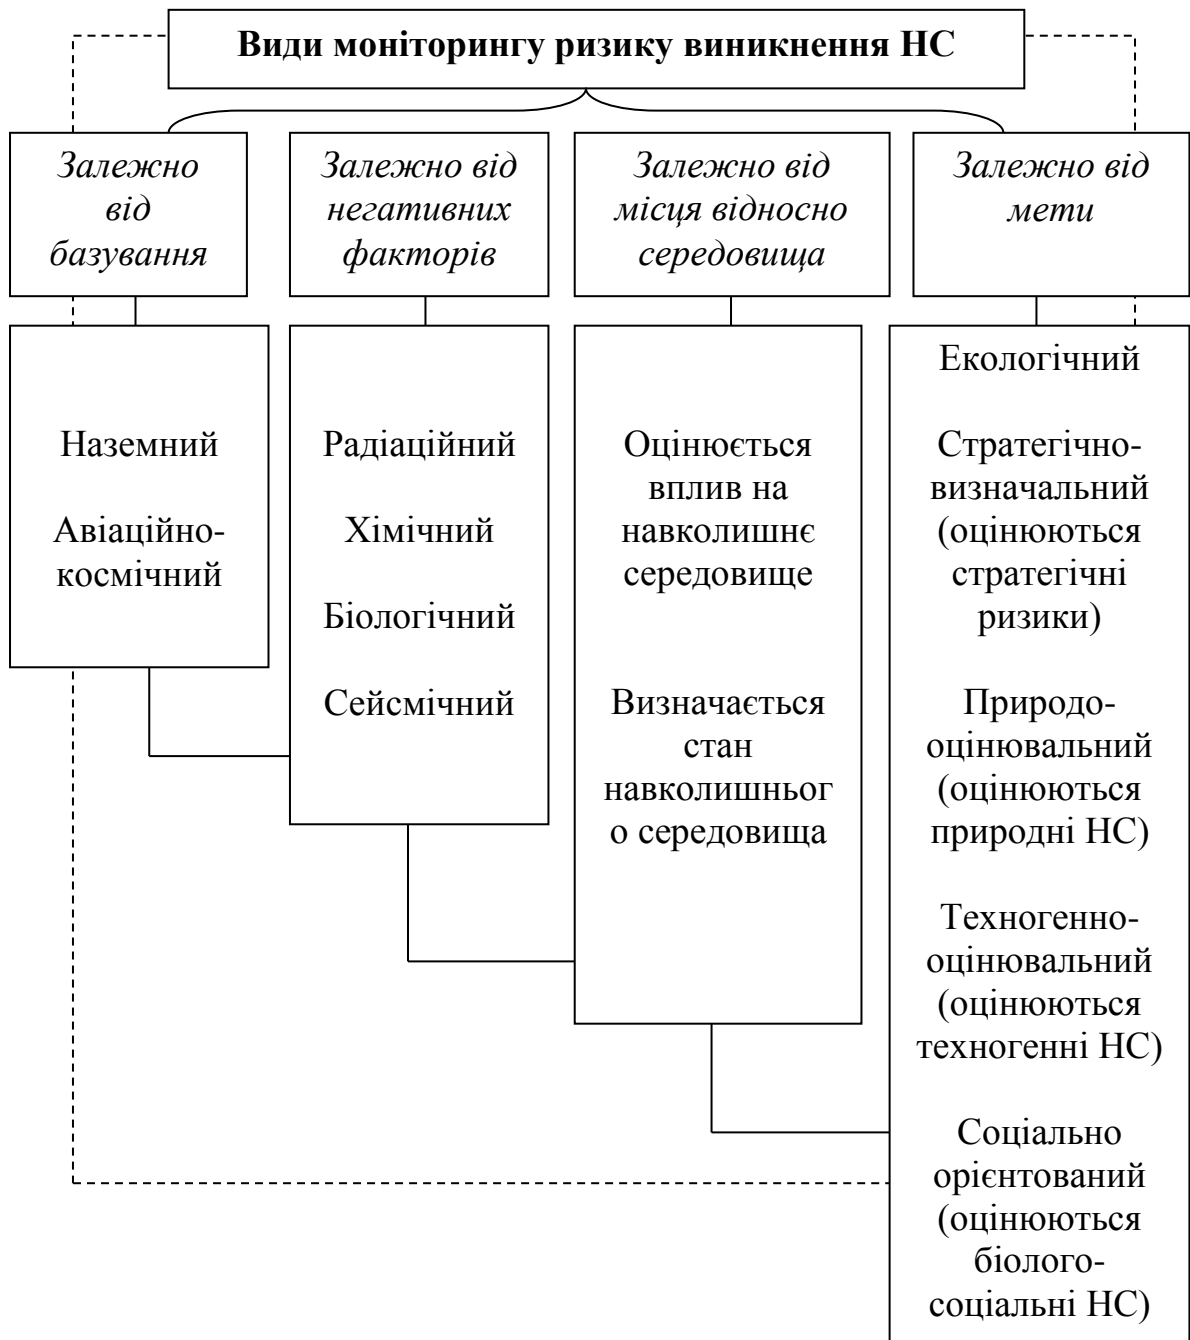 Види моніторингу ризику виникнення НС
Залежно
від
базування
Залежно від
негативних
факторів
Залежно від
місця відносно
середовища
Залежно від
мети
Наземний
Авіаційно-
космічний
Радіаційний
Хімічний
Біологічний
Сейсмічний
Оцінюється
вплив на
навколишнє
середовище
Визначається
стан
навколишньог
о середовища
Екологічний
Стратегічно-
визначальний
(оцінюються
стратегічні
ризики)
Природо-
оцінювальний
(оцінюються
природні НС)
Техногенно-
оцінювальний
(оцінюються
техногенні НС)
Соціально
орієнтований
(оцінюються
біолого-
соціальні НС)